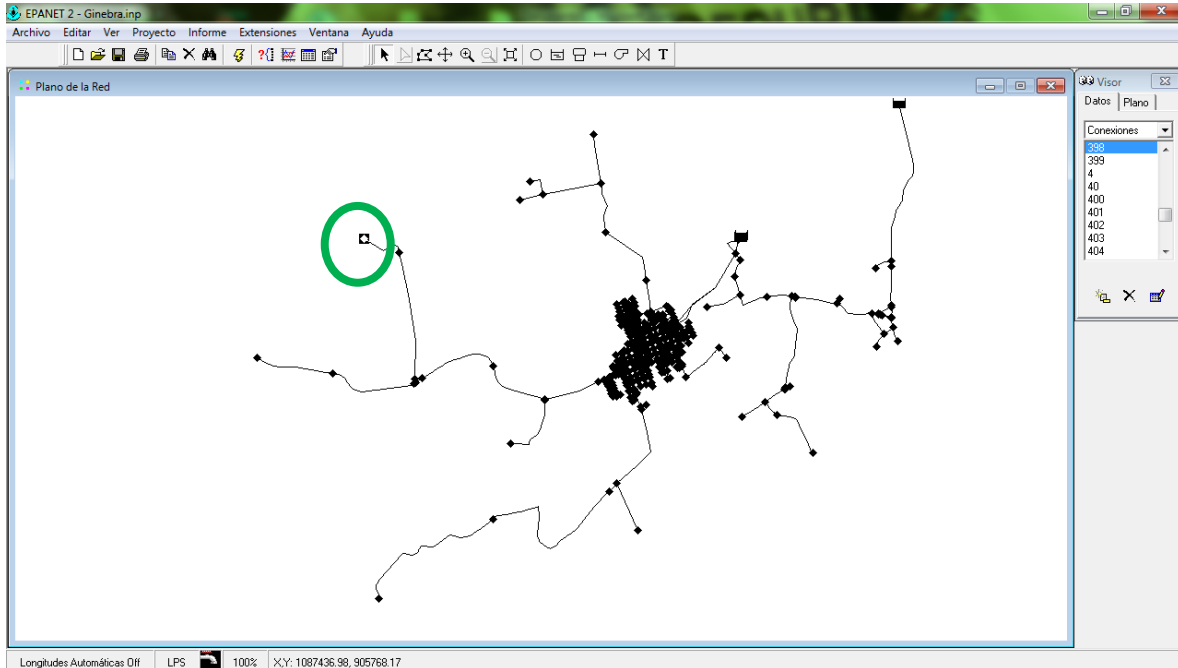 EPANET 2 - Ginebra.inp
Archivo Editar Ver Proyecto Informe Extensiones Ventana Ayuda
T
Plano de la Red
Visor
Datos Plano
Conexiones
398
399
4
40
400
401
402
403
404
Longitudes Automáticas Off LPS 100% X,Y: 1087436.98, 905768.17